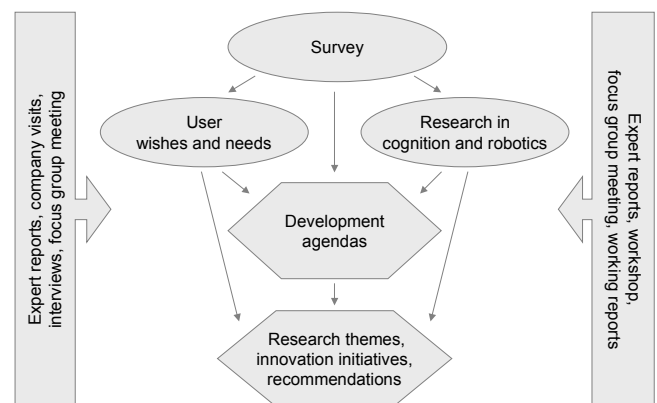 Survey
User
wishes and needs
Research in
cognition and robotics
Development
agendas
Research themes,
innovation initiatives,
recommendations
Expert reports, company visits,
interviews, focus group meeting
Expert reports, workshop,
focus group meeting, working reports